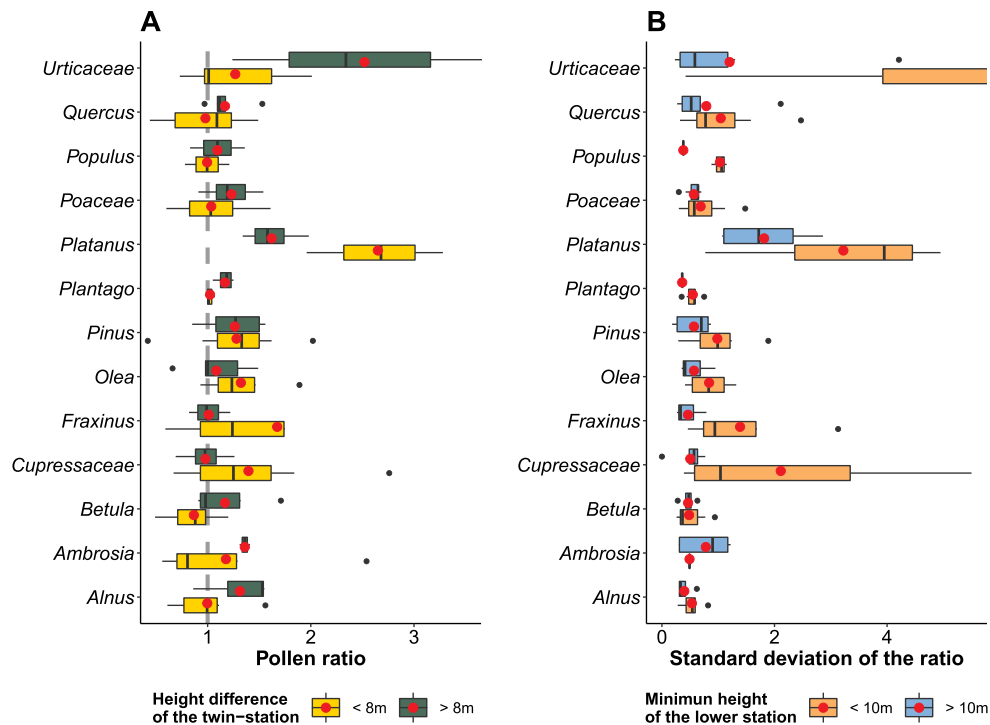 A
Urticaceae
Quercus
Populus
Poaceae
Platanus
Plantago
Pinus
Olea
Fraxinus
Cupressaceae
Betula
Ambrosia
Alnus
1 2 3
Pollen ratio
Height difference
of the twin−station
< 8m > 8m
B
Urticaceae
Quercus
Populus
Poaceae
Platanus
Plantago
Pinus
Olea
Fraxinus
Cupressaceae
Betula
Ambrosia
Alnus
0 2 4
Standard deviation of the ratio
Minimun height
of the lower station
< 10m > 10m